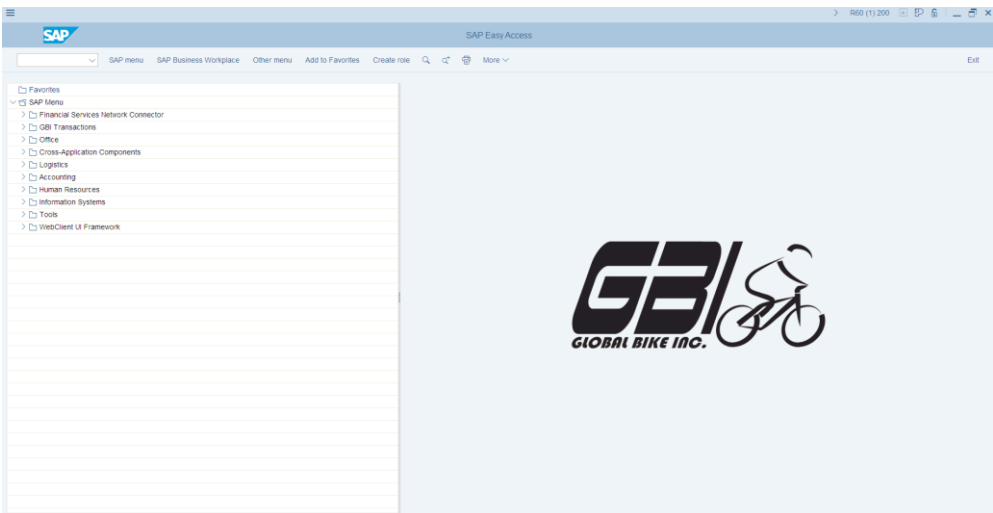 R60 (1) 200
SAP
SAP Easy Access
SAP menu SAP Business Workplace Other menu Add to Favorites Create role More Exit
Favorites
SAP Menu
Financial Services Network Connector
GBI Transactions
Office
Cross-Application Components
Logistics
Accounting
Human Resources
Information Systems
Tools
WebClient UI Framework
GBI
GLOBAL BIKE INC.